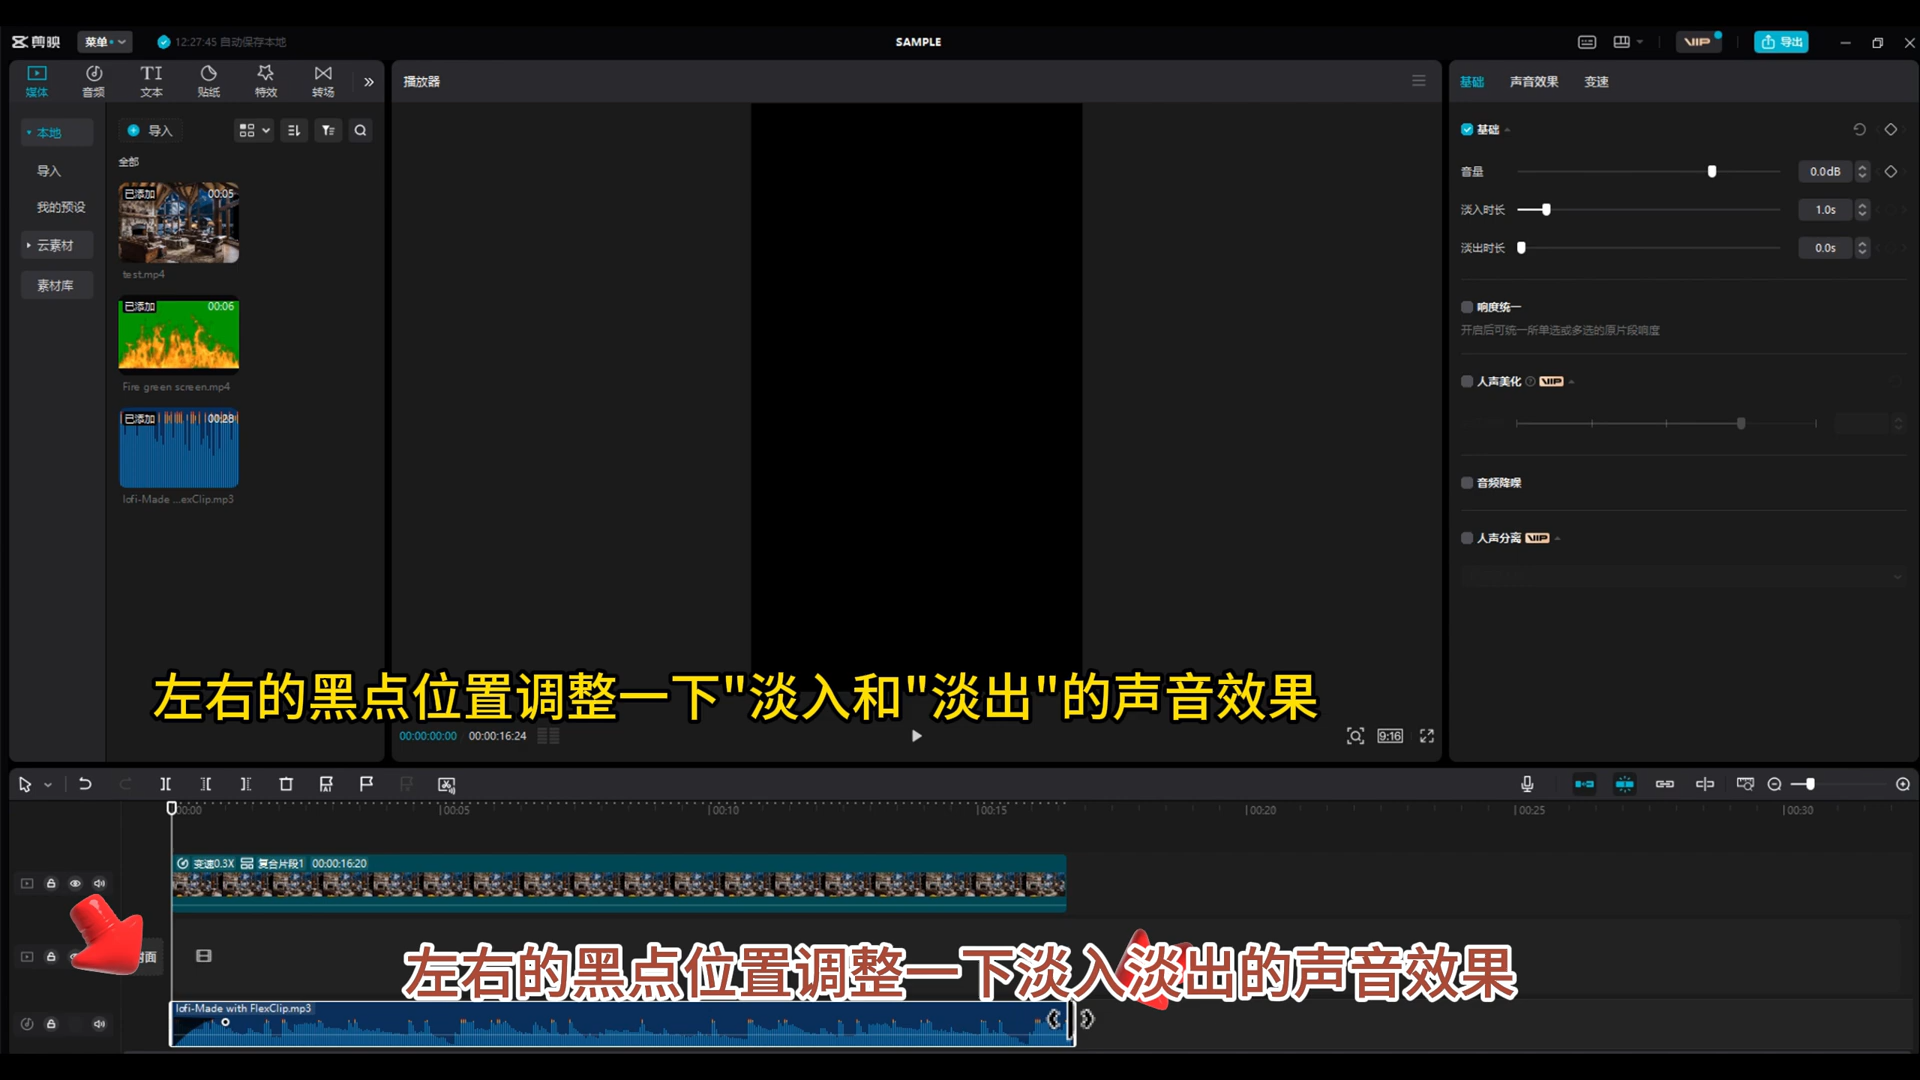 剪映
菜单
12:27:45 自动保存本地
SAMPLE
VIP
导出
媒体
音频
文本
贴纸
特效
转场
播放器
基础
声音效果
变速
本地
导入
我的预设
云素材
素材库
导入
全部
已添加
00:05
test.mp4
已添加
00:06
Fire green screen.mp4
已添加
00:28
lofi-Made ...exClip.mp3
基础
音量
0.0dB
淡入时长
1.0s
淡出时长
0.0s
响度统一
开启后可统一所单选或多选的原片段响度
人声美化
VIP
音频降噪
人声分离
VIP
左右的黑点位置调整一下"淡入和"淡出"的声音效果
00:00:00:00
00:00:16:24
9:16
00:00
00:05
00:10
00:15
00:20
00:25
00:30
变速0.3X
复合片段1
00:00:16:20
左右的黑点位置调整一下淡入淡出的声音效果
lofi-Made with FlexClip.mp3